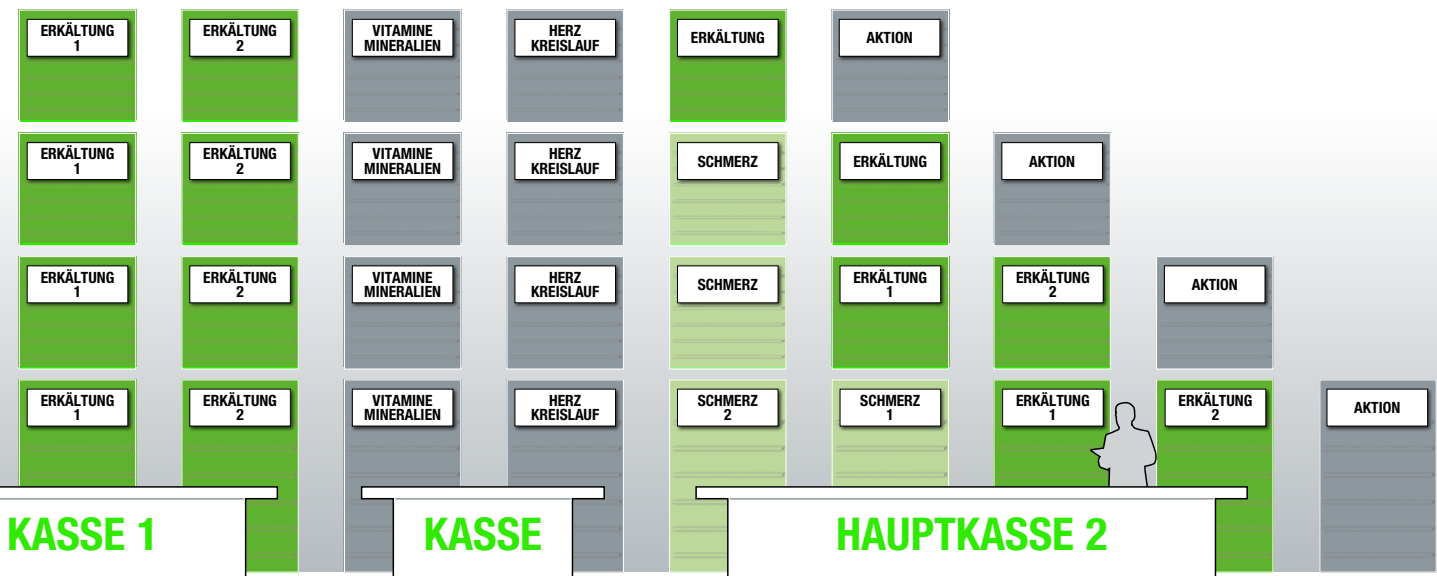 ERKÄLTUNG
1
ERKÄLTUNG
2
VITAMINE
MINERALIEN
HERZ
KREISLAUF
ERKÄLTUNG
AKTION
ERKÄLTUNG
1
ERKÄLTUNG
2
VITAMINE
MINERALIEN
HERZ
KREISLAUF
SCHMERZ
ERKÄLTUNG
AKTION
ERKÄLTUNG
1
ERKÄLTUNG
2
VITAMINE
MINERALIEN
HERZ
KREISLAUF
SCHMERZ
ERKÄLTUNG
1
ERKÄLTUNG
2
AKTION
ERKÄLTUNG
1
ERKÄLTUNG
2
VITAMINE
MINERALIEN
HERZ
KREISLAUF
SCHMERZ
2
SCHMERZ
1
ERKÄLTUNG
1
ERKÄLTUNG
2
AKTION
KASSE 1
KASSE
HAUPTKASSE 2